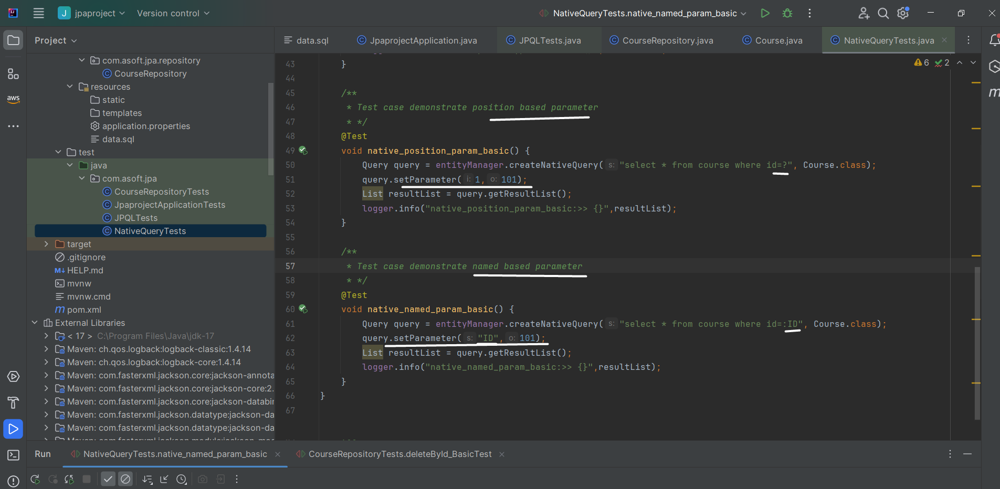 J jpaproject Version control NativeQueryTests.native_named_param_basic
Project data.sql JpaprojectApplication.java JPQLTests.java CourseRepository.java Course.java NativeQueryTests.java
com.asoft.jpa.repository
CourseRepository
resources
static
templates
application.properties
data.sql
test
java
com.asoft.jpa
CourseRepositoryTests
JpaprojectApplicationTests
JPQLTests
NativeQueryTests
target
.gitignore
M↓ HELP.md
mvnw
mvnw.cmd
m pom.xml
External Libraries
< 17 > C:\Program Files\Java\jdk-17
Maven: ch.qos.logback:logback-classic:1.4.14
Maven: ch.qos.logback:logback-core:1.4.14
Maven: com.fasterxml.jackson.core:jackson-annota
Maven: com.fasterxml.jackson.core:jackson-core:2.
Maven: com.fasterxml.jackson.core:jackson-databin
Maven: com.fasterxml.jackson.datatype:jackson-da
Maven: com.fasterxml.jackson.datatype:jackson-da
aws
6 2
m
43 }
44
45 /**
46 * Test case demonstrate position based parameter
47 * */
48 @Test
49 void native_position_param_basic() {
50 Query query = entityManager.createNativeQuery( s: "select * from course where id=?", Course.class);
51 query.setParameter( i: 1, o: 101);
52 List resultList = query.getResultList();
53 logger.info("native_position_param_basic:>> {}",resultList);
54 }
55
56 /**
57 * Test case demonstrate named based parameter
58 * */
59 @Test
60 void native_named_param_basic() {
61 Query query = entityManager.createNativeQuery( s: "select * from course where id=:ID", Course.class);
62 query.setParameter( s: "ID", o: 101);
63 List resultList = query.getResultList();
64 logger.info("native_named_param_basic:>> {}",resultList);
65 }
66 }
67
Run NativeQueryTests.native_named_param_basic CourseRepositoryTests.deleteById_BasicTest